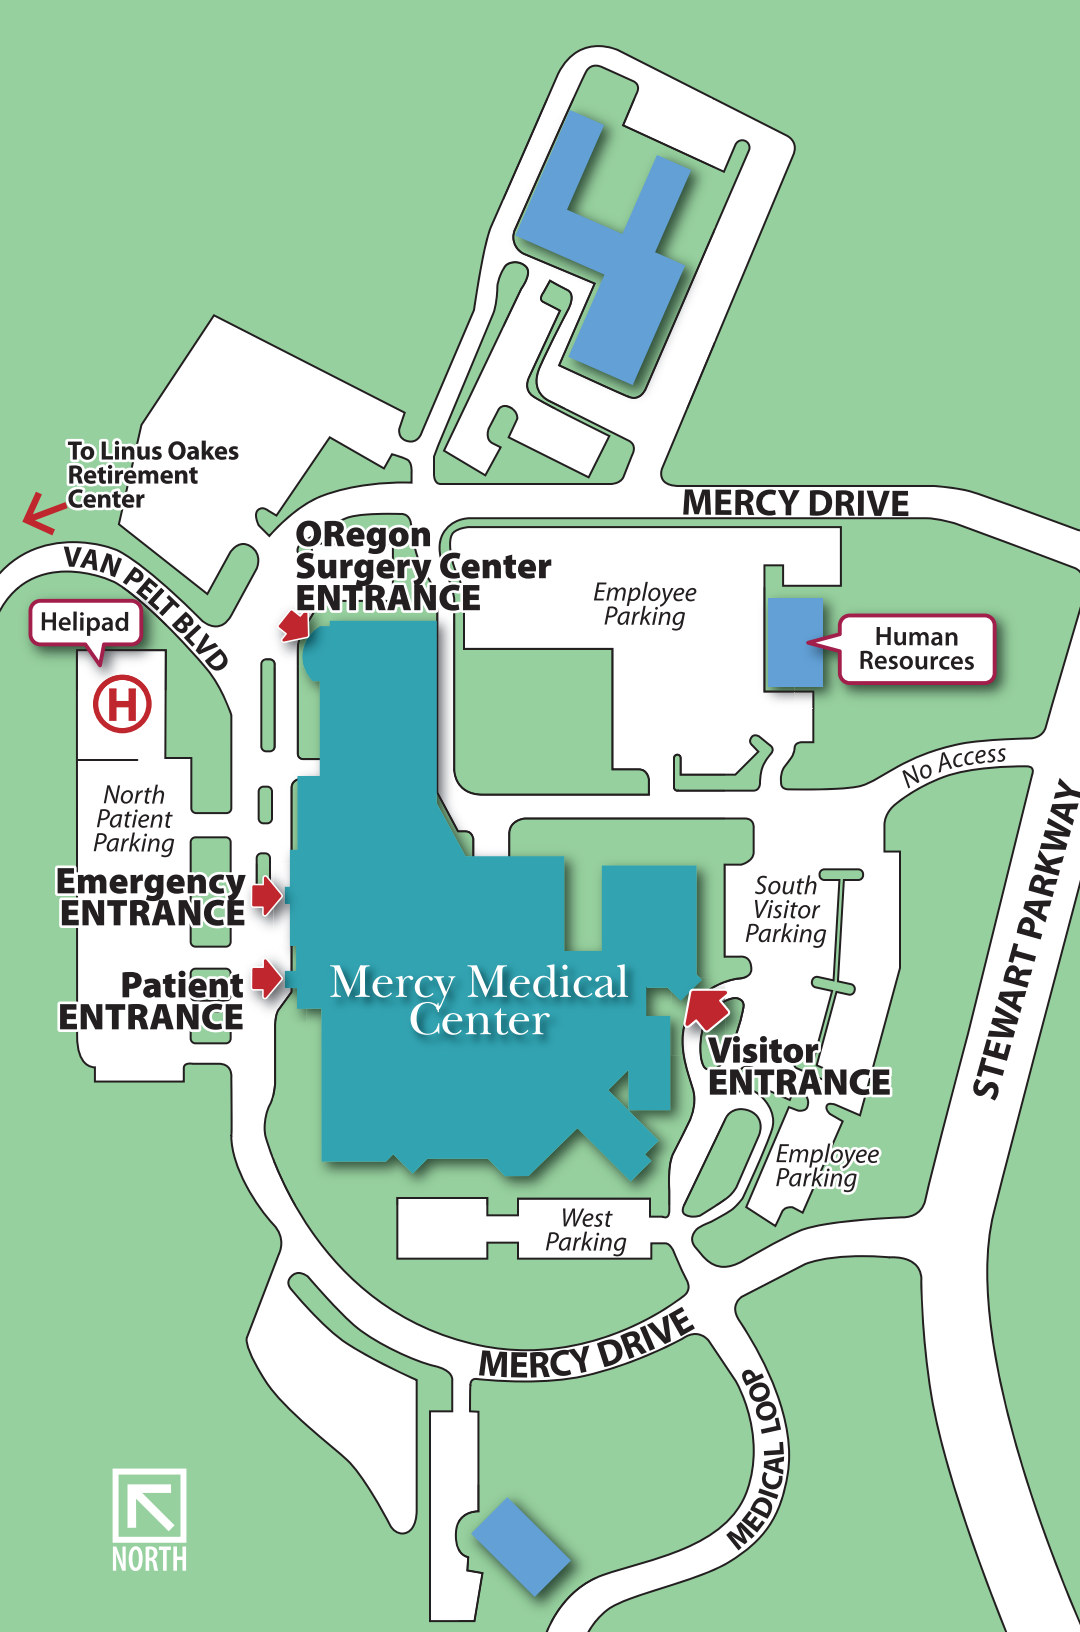 To Linus Oakes
Retirement
Center
MERCY DRIVE
ORegon
Surgery Center
ENTRANCE
VAN PELT BLVD
Employee
Parking
Helipad
Human
Resources
H
No Access
North
Patient
Parking
STEWART PARKWAY
Emergency
ENTRANCE
South
Visitor
Parking
Patient
ENTRANCE
Mercy Medical
Center
Visitor
ENTRANCE
Employee
Parking
West
Parking
MERCY DRIVE
MEDICAL LOOP
NORTH